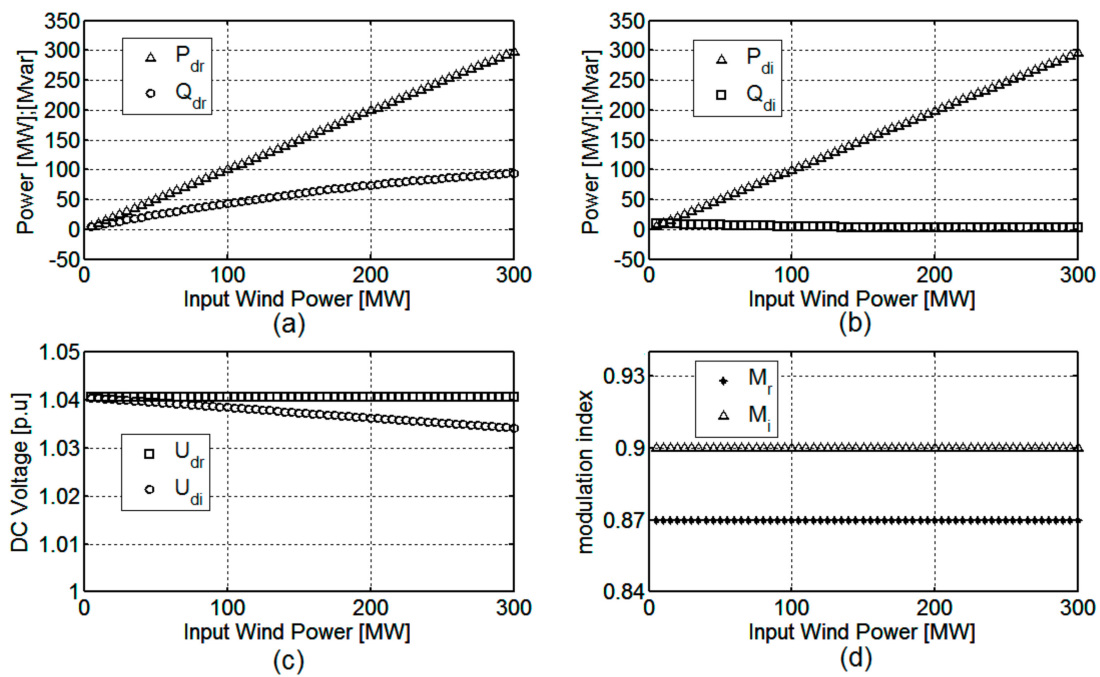 350
300
250
200
150
100
50
0
-50
Power [MW];[Mvar]
P_dr
Q_dr
0 100 200 300
Input Wind Power [MW]
(a)
350
300
250
200
150
100
50
0
-50
Power [MW];[Mvar]
P_di
Q_di
0 100 200 300
Input Wind Power [MW]
(b)
1.05
1.04
1.03
1.02
1.01
1
DC Voltage [p.u]
U_dr
U_di
0 100 200 300
Input Wind Power [MW]
(c)
0.93
0.9
0.87
0.84
modulation index
M_r
M_i
0 100 200 300
Input Wind Power [MW]
(d)